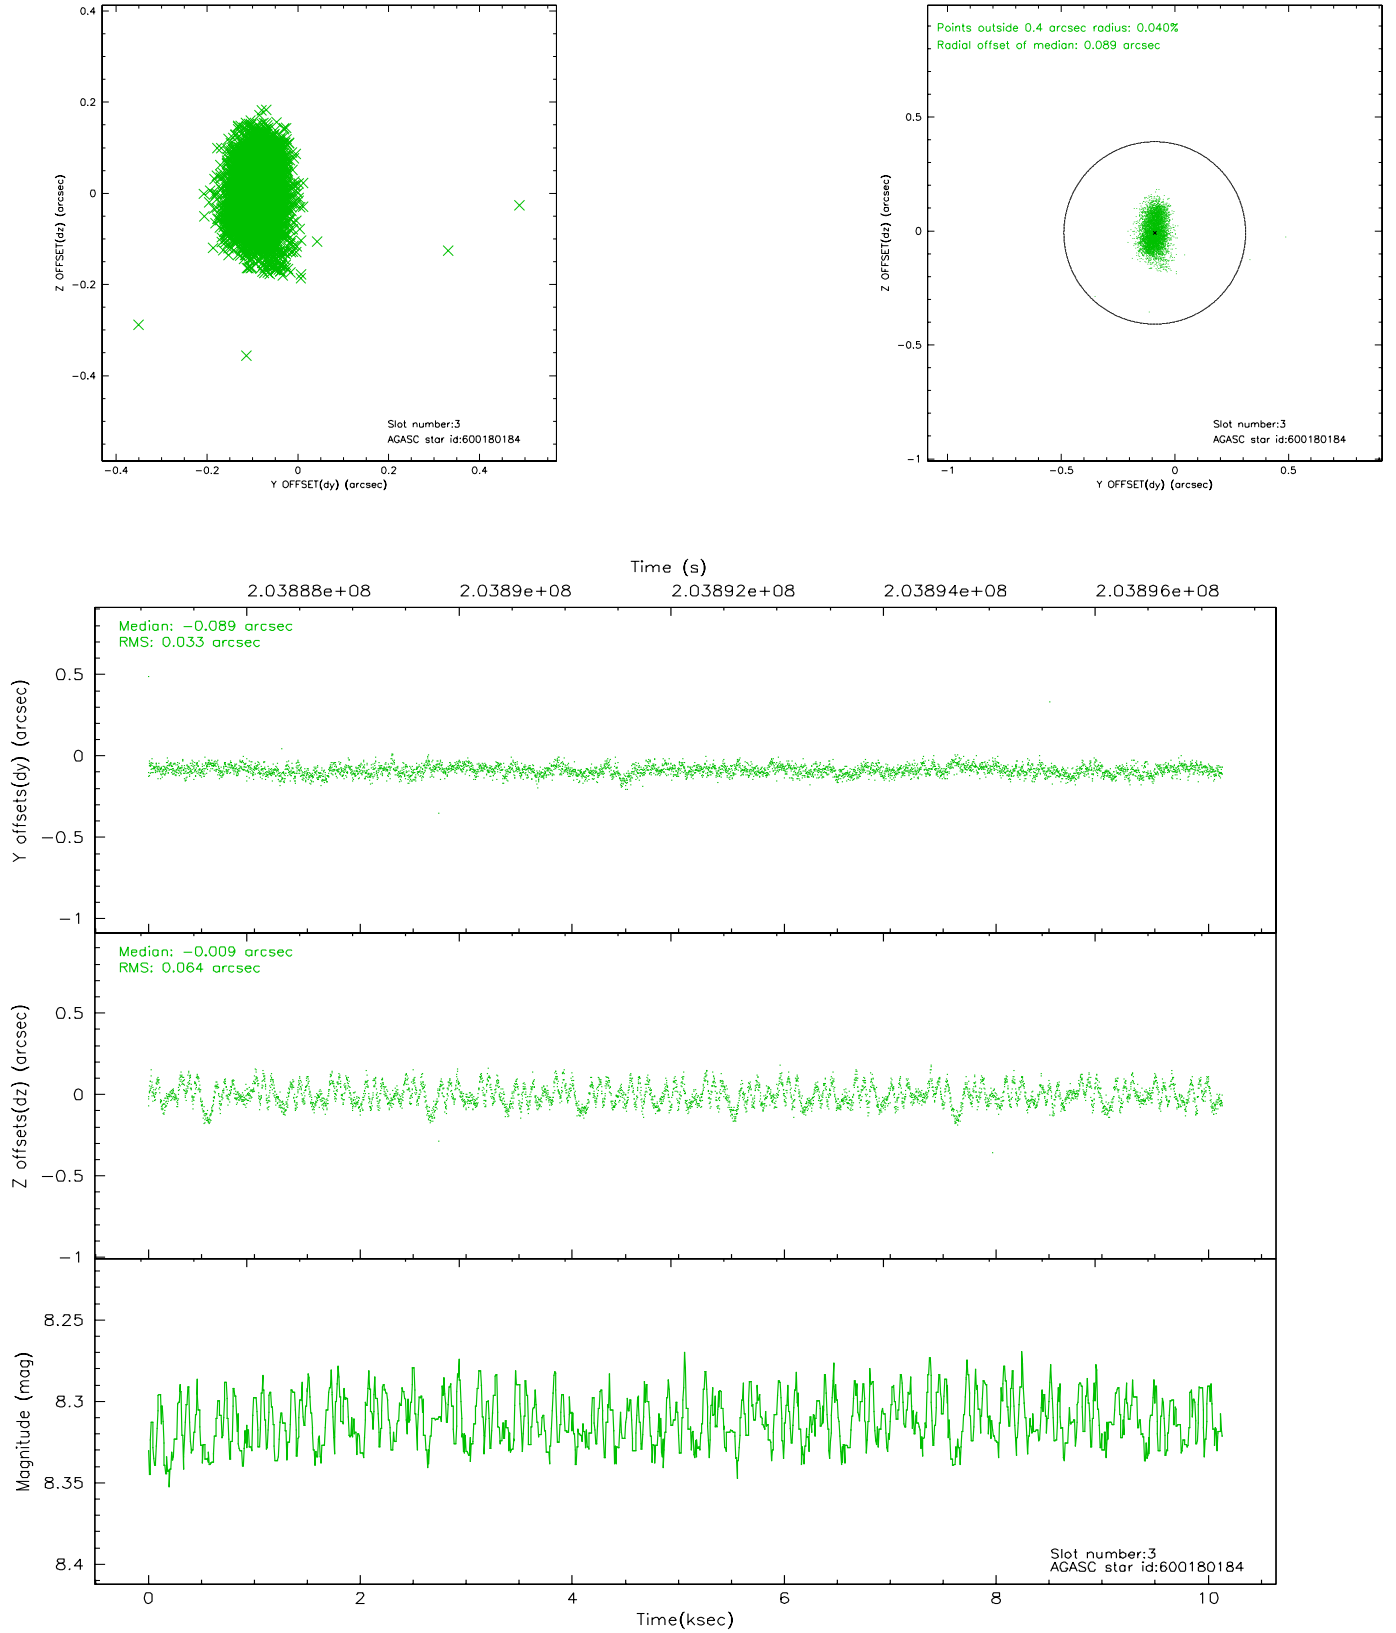 0.4
0.2
0
−0.2
−0.4
Z OFFSET(dz) (arcsec)
Slot number:3
AGASC star id:600180184
−0.4 −0.2 0 0.2 0.4
Y OFFSET(dy) (arcsec)
Points outside 0.4 arcsec radius: 0.040%
Radial offset of median: 0.089 arcsec
0.5
0
−0.5
−1
Z OFFSET(dz) (arcsec)
Slot number:3
AGASC star id:600180184
−1 −0.5 0 0.5
Y OFFSET(dy) (arcsec)
Time (s)
2.03888e+08 2.0389e+08 2.03892e+08 2.03894e+08 2.03896e+08
Median: −0.089 arcsec
RMS: 0.033 arcsec
0.5
0
−0.5
−1
Y offsets(dy) (arcsec)
Median: −0.009 arcsec
RMS: 0.064 arcsec
0.5
0
−0.5
−1
Z offsets(dz) (arcsec)
8.25
8.3
8.35
8.4
Magnitude (mag)
Slot number:3
AGASC star id:600180184
0 2 4 6 8 10
Time(ksec)